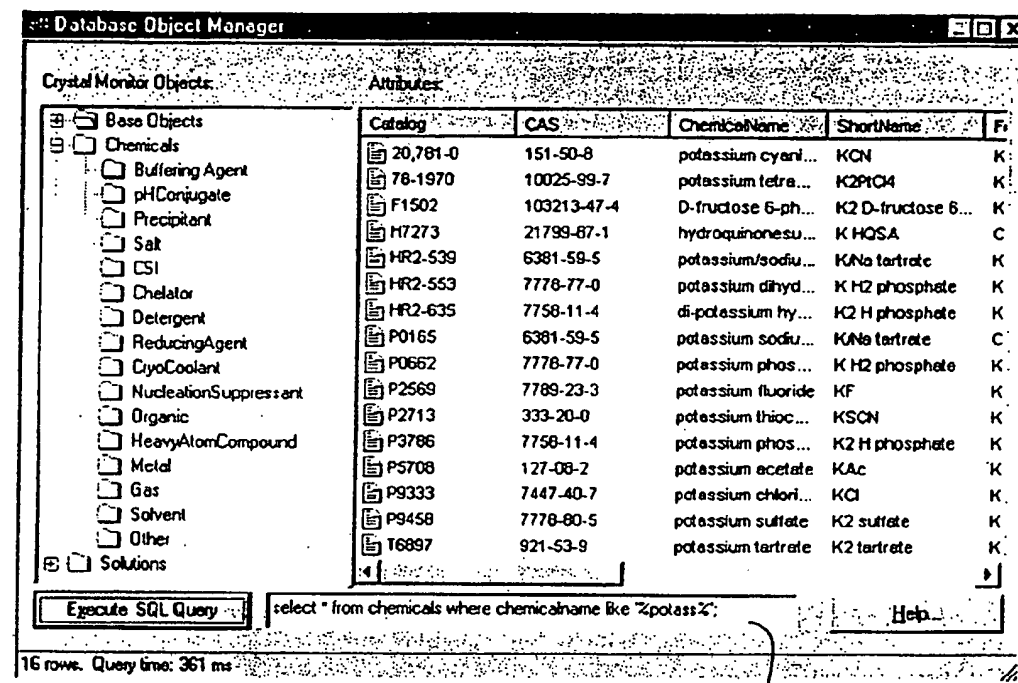 Database Object Manager
Crystal Monitor Objects:
Attributes:
Base Objects
Chemicals
Buffering Agent
pHConjugate
Precipitant
Salt
CSI
Chelator
Detergent
ReducingAgent
CryoCoolant
NucleationSuppressant
Organic
HeavyAtomCompound
Metal
Gas
Solvent
Other
Solutions
Catalog CAS ChemicalName ShortName
20,781-0 151-50-8 potassium cyani... KCN K
78-1970 10025-99-7 potassium tetra... K2PtCl4 K
F1502 103213-47-4 D-fructose 6-ph... K2 D-fructose 6... K
H7273 21799-87-1 hydroquinonesu... K HQSA C
HR2-539 6381-59-5 potassium/sodiu... K/Na tartrate K
HR2-553 7778-77-0 potassium dihyd... K H2 phosphate K
HR2-635 7758-11-4 di-potassium hy... K2 H phosphate K
P0165 6381-59-5 potassium sodiu... K/Na tartrate C
P0662 7778-77-0 potassium phos... K H2 phosphate K
P2569 7789-23-3 potassium fluoride KF K
P2713 333-20-0 potassium thioc... KSCN K
P3786 7758-11-4 potassium phos... K2 H phosphate K
P5708 127-08-2 potassium acetate KAc K
P9333 7447-40-7 potassium chlori... KCl K
P9458 7778-80-5 potassium sulfate K2 sulfate K
T6897 921-53-9 potassium tartrate K2 tartrate K
Execute SQL Query
select * from chemicals where chemicalname like "%potass%";
Help...
16 rows. Query time: 361 ms